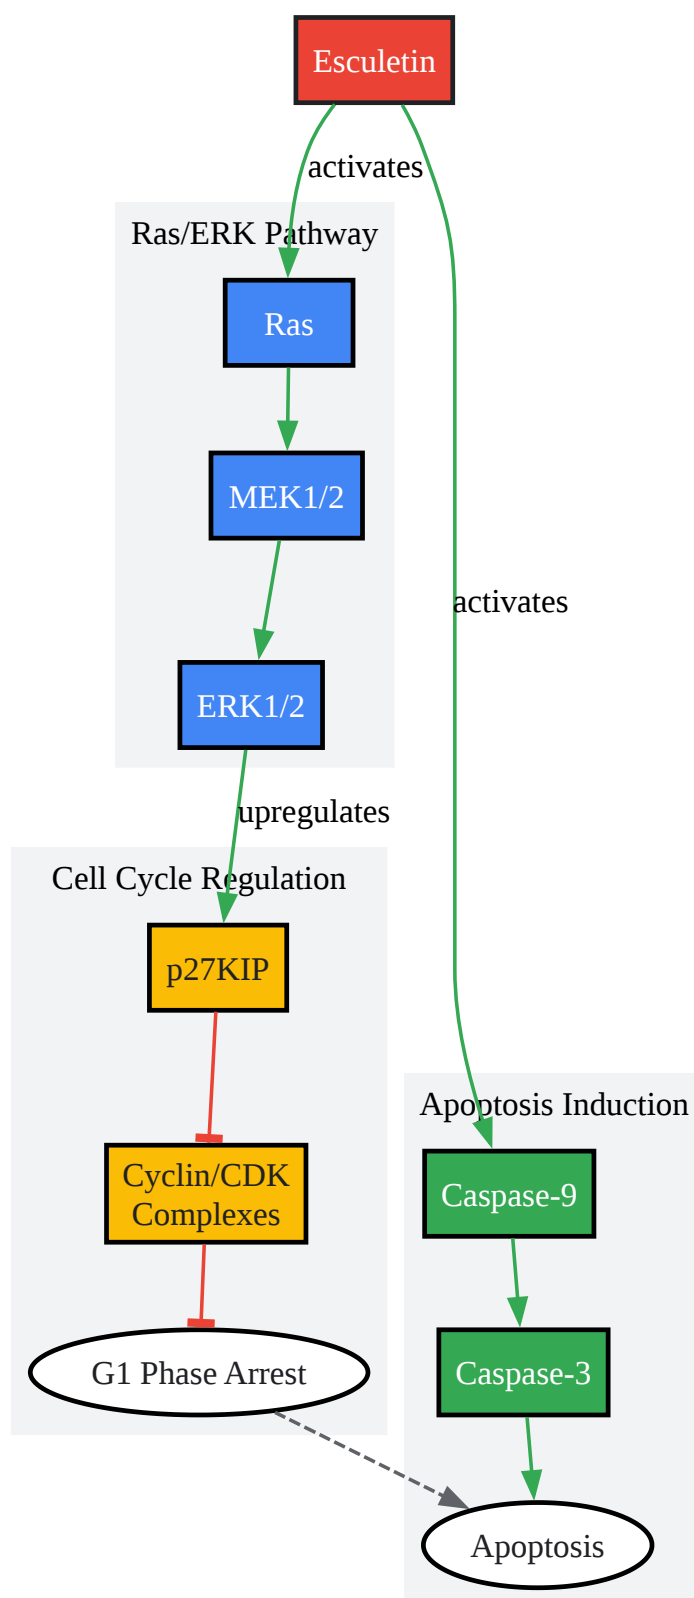 Esculetin
activates
Ras/ERK Pathway
Ras
MEK1/2
activates
ERK1/2
upregulates
Cell Cycle Regulation
p27KIP
Apoptosis Induction
Cyclin/CDK
Complexes
Caspase-9
G1 Phase Arrest
Caspase-3
Apoptosis